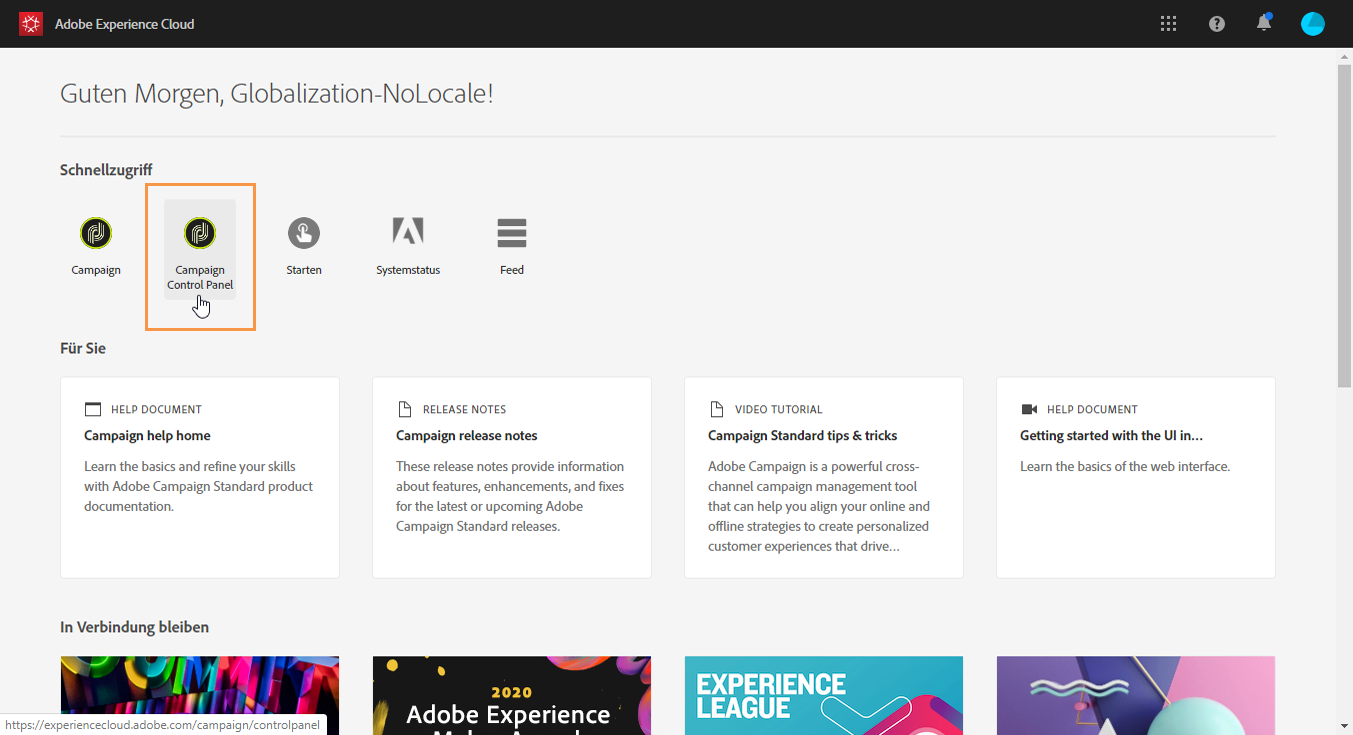 Adobe Experience Cloud
Guten Morgen, Globalization-NoLocale!
Schnellzugriff
Campaign
Campaign
Control Panel
Starten
Systemstatus
Feed
Für Sie
HELP DOCUMENT
Campaign help home
Learn the basics and refine your skills
with Adobe Campaign Standard product
documentation.
RELEASE NOTES
Campaign release notes
These release notes provide information
about features, enhancements, and fixes
for the latest or upcoming Adobe
Campaign Standard releases.
VIDEO TUTORIAL
Campaign Standard tips & tricks
Adobe Campaign is a powerful cross-
channel campaign management tool
that can help you align your online and
offline strategies to create personalized
customer experiences that drive…
HELP DOCUMENT
Getting started with the UI in…
Learn the basics of the web interface.
In Verbindung bleiben
2020
Adobe Experience
EXPERIENCE
LEAGUE
https://experiencecloud.adobe.com/campaign/controlpanel